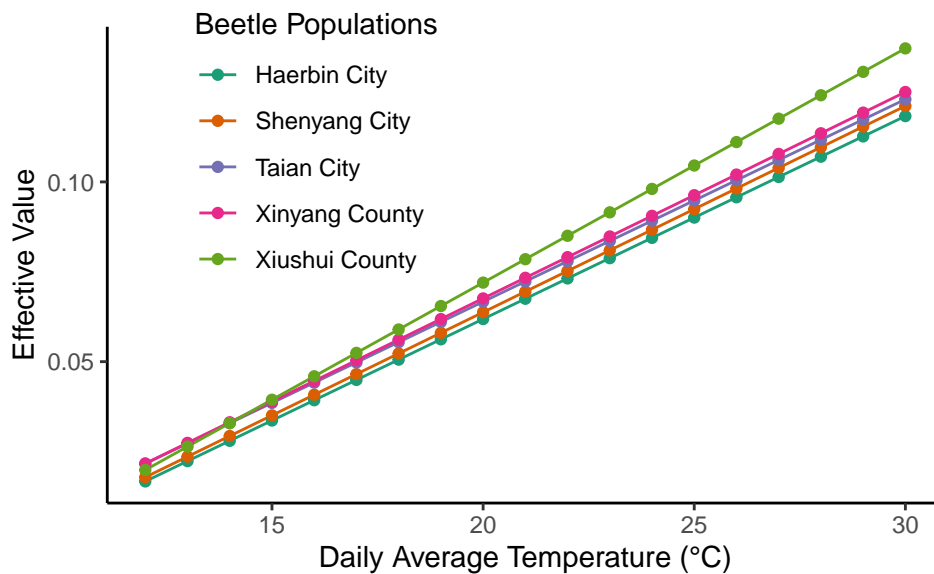 Beetle Populations
Haerbin City
Shenyang City
Taian City
Xinyang County
Xiushui County
Effective Value
0.10
0.05
15
20
25
30
Daily Average Temperature (°C)